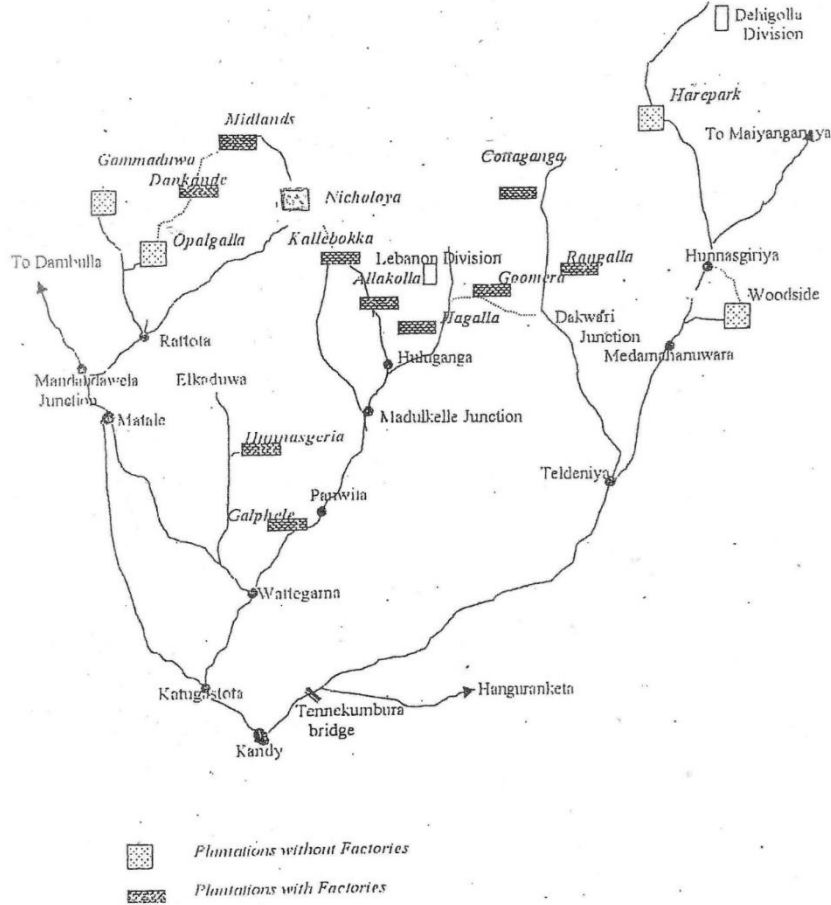 Dehigolla
Division
Harepark
To Maiyanganaya
Midlands
Cottaganga
Gammaduwa
Dankande
Nicholoya
Opalgalla
Kallebokka
Lebanon Division
Rangalla
Hunnasgiriya
To Dambulla
Allakolla
Goomera
Woodside
Hagalla
Dakwari
Junction
Rattota
Medamahanuwara
Huluganga
Mandandawela
Junction
Elkaduwa
Matale
Madulkelle Junction
Hunnasgeria
Teldeniya
Panwila
Galphele
Wattegama
Katugastota
Hanguranketa
Tennekumbura
bridge
Kandy
Plantations without Factories
Plantations with Factories